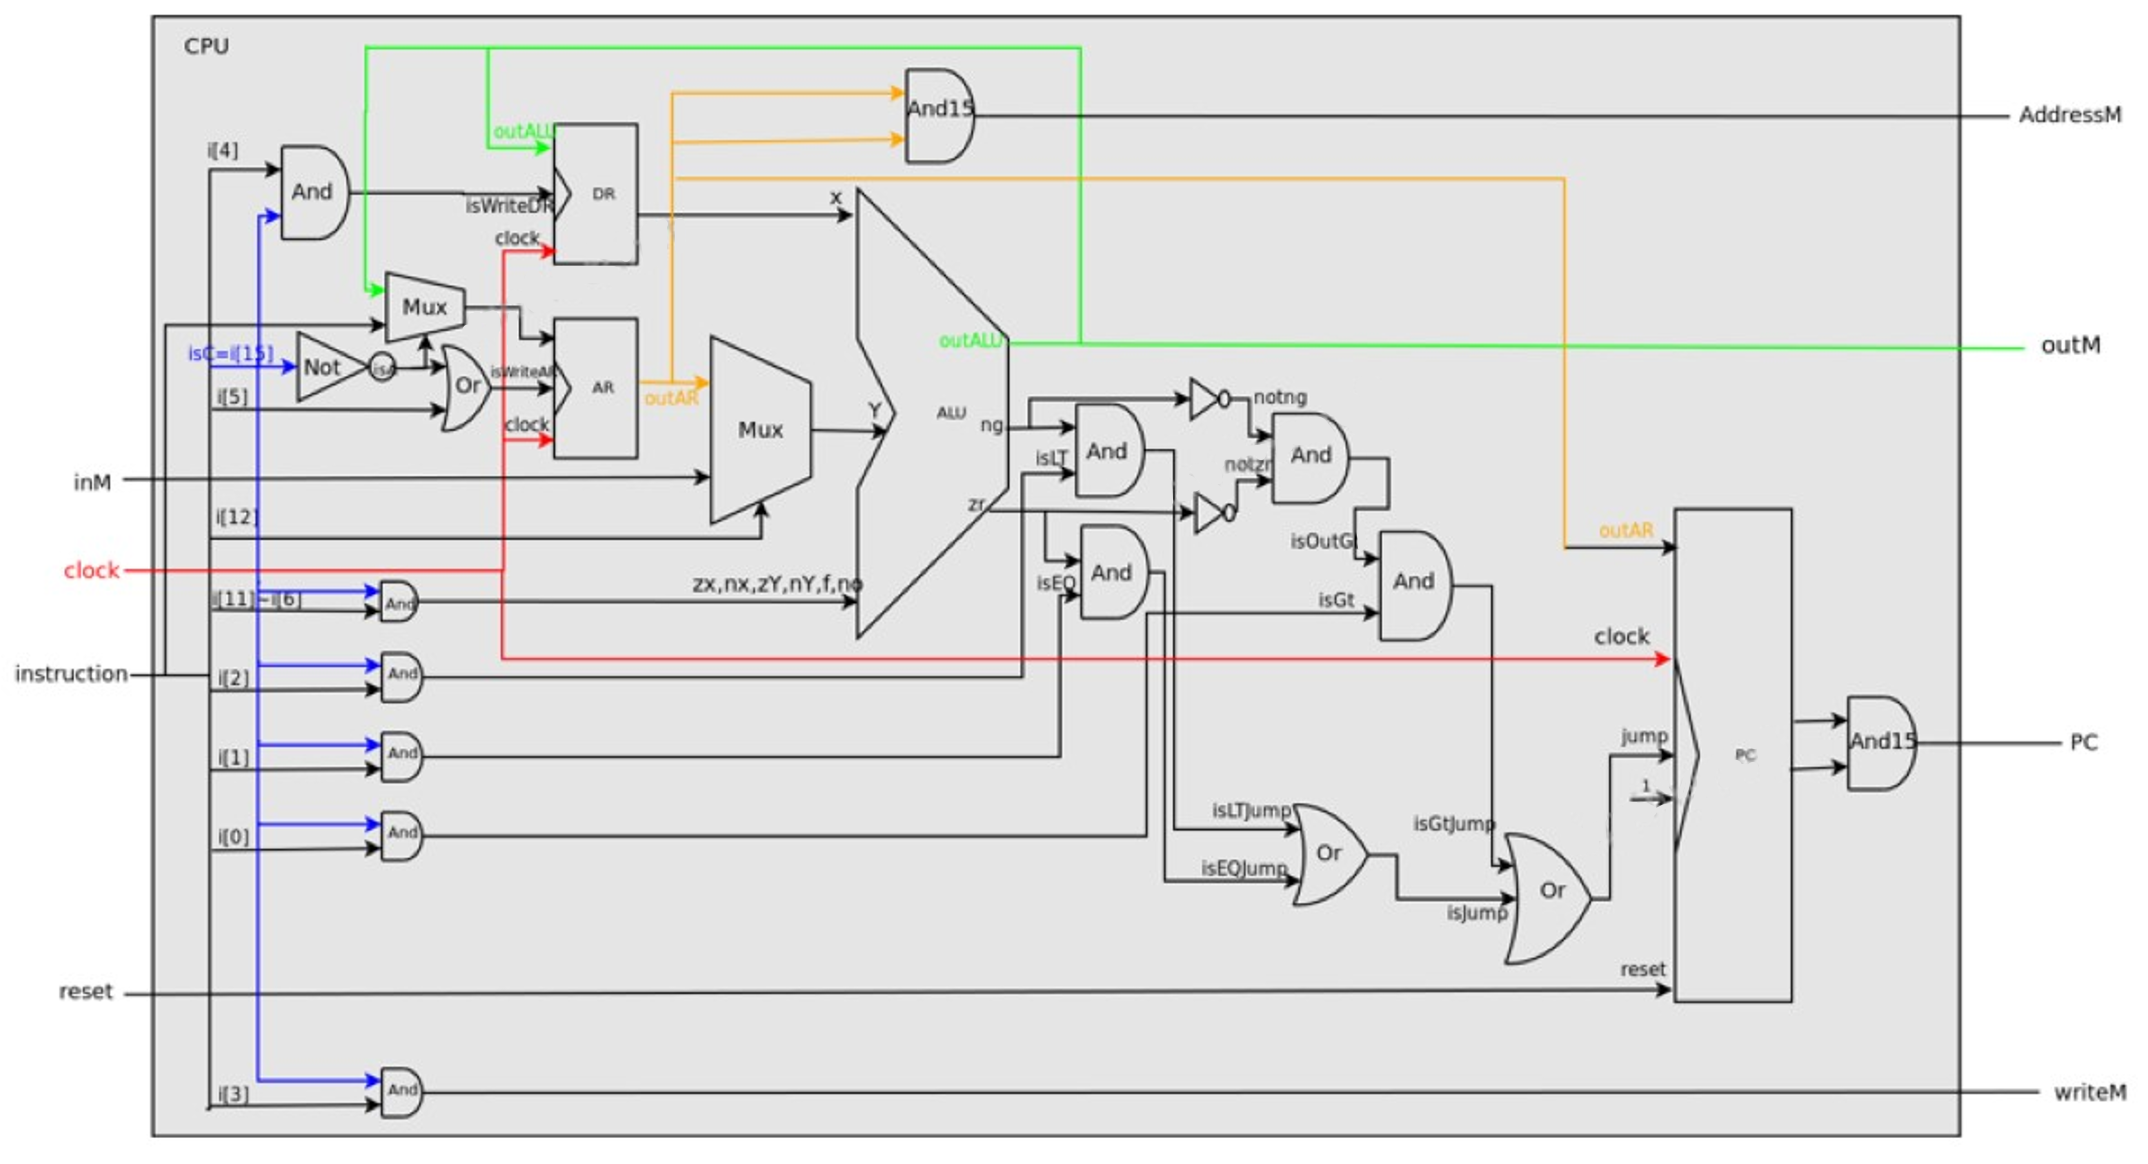 CPU
And15
AddressM
outALU
i[4]
And
DR
isWriteDR
x
clock
Mux
outALU
outM
isC=i[15]
Not
isA
Or
isWriteAR
AR
outAR
i[5]
clock
Mux
Y
ALU
ng
notng
And
isLT
And
notzr
inM
zr
i[12]
isOutG
outAR
clock
And
isEQ
And
zx,nx,zY,nY,f,no
i[11]~i[6]
And
isGt
clock
instruction
i[2]
And
jump
And15
PC
i[1]
And
PC
1
isLTJump
isGtJump
i[0]
And
Or
isEQJump
Or
isJump
reset
reset
i[3]
And
writeM